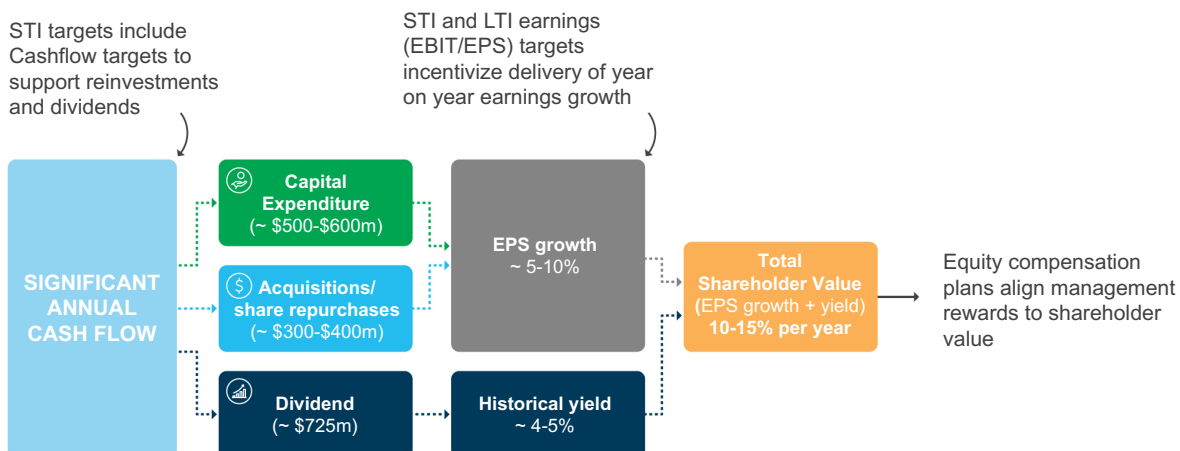 STI targets include
Cashflow targets to
support reinvestments
and dividends
STI and LTI earnings
(EBIT/EPS) targets
incentivize delivery of year
on year earnings growth
SIGNIFICANT
ANNUAL
CASH FLOW
Capital
Expenditure
(~ $500-$600m)
$
Acquisitions/
share repurchases
(~ $300-$400m)
Dividend
(~ $725m)
EPS growth
~ 5-10%
Historical yield
~ 4-5%
Total
Shareholder Value
(EPS growth + yield)
10-15% per year
Equity compensation
plans align management
rewards to shareholder
value